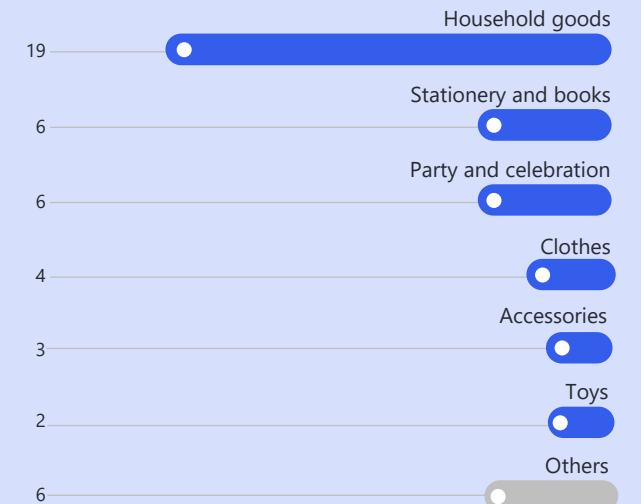 Household goods
19
Stationery and books
6
Party and celebration
6
Clothes
4
Accessories
3
Toys
2
Others
6